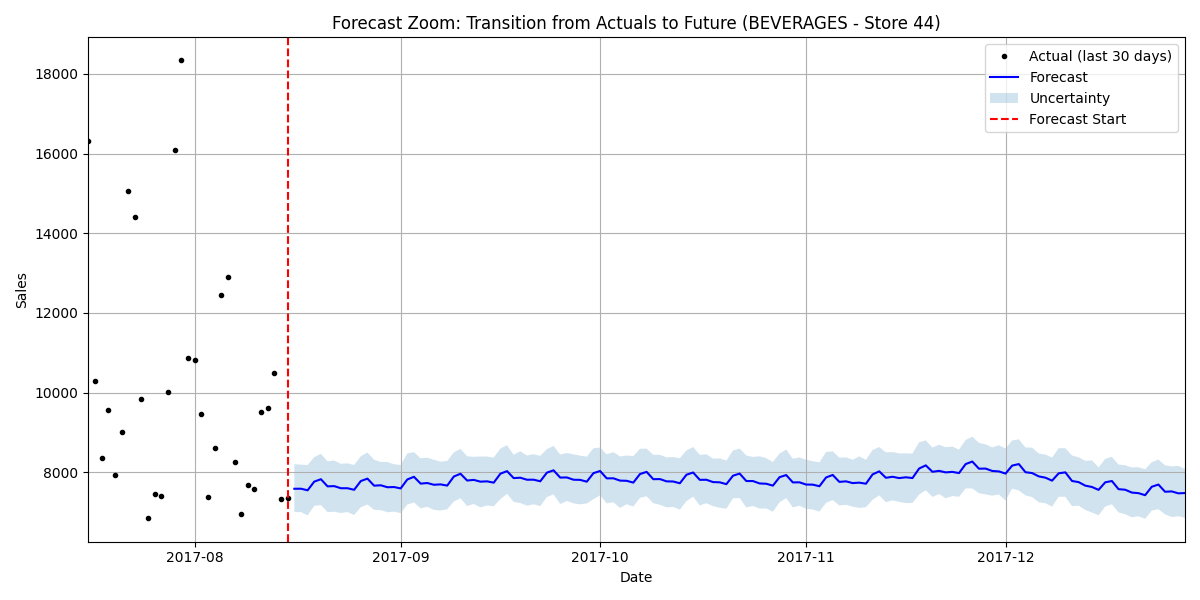 Forecast Zoom: Transition from Actuals to Future (BEVERAGES - Store 44)
Actual (last 30 days)
Forecast
Uncertainty
Forecast Start
Sales
18000
16000
14000
12000
10000
8000
2017-08
2017-09
2017-10
2017-11
2017-12
Date